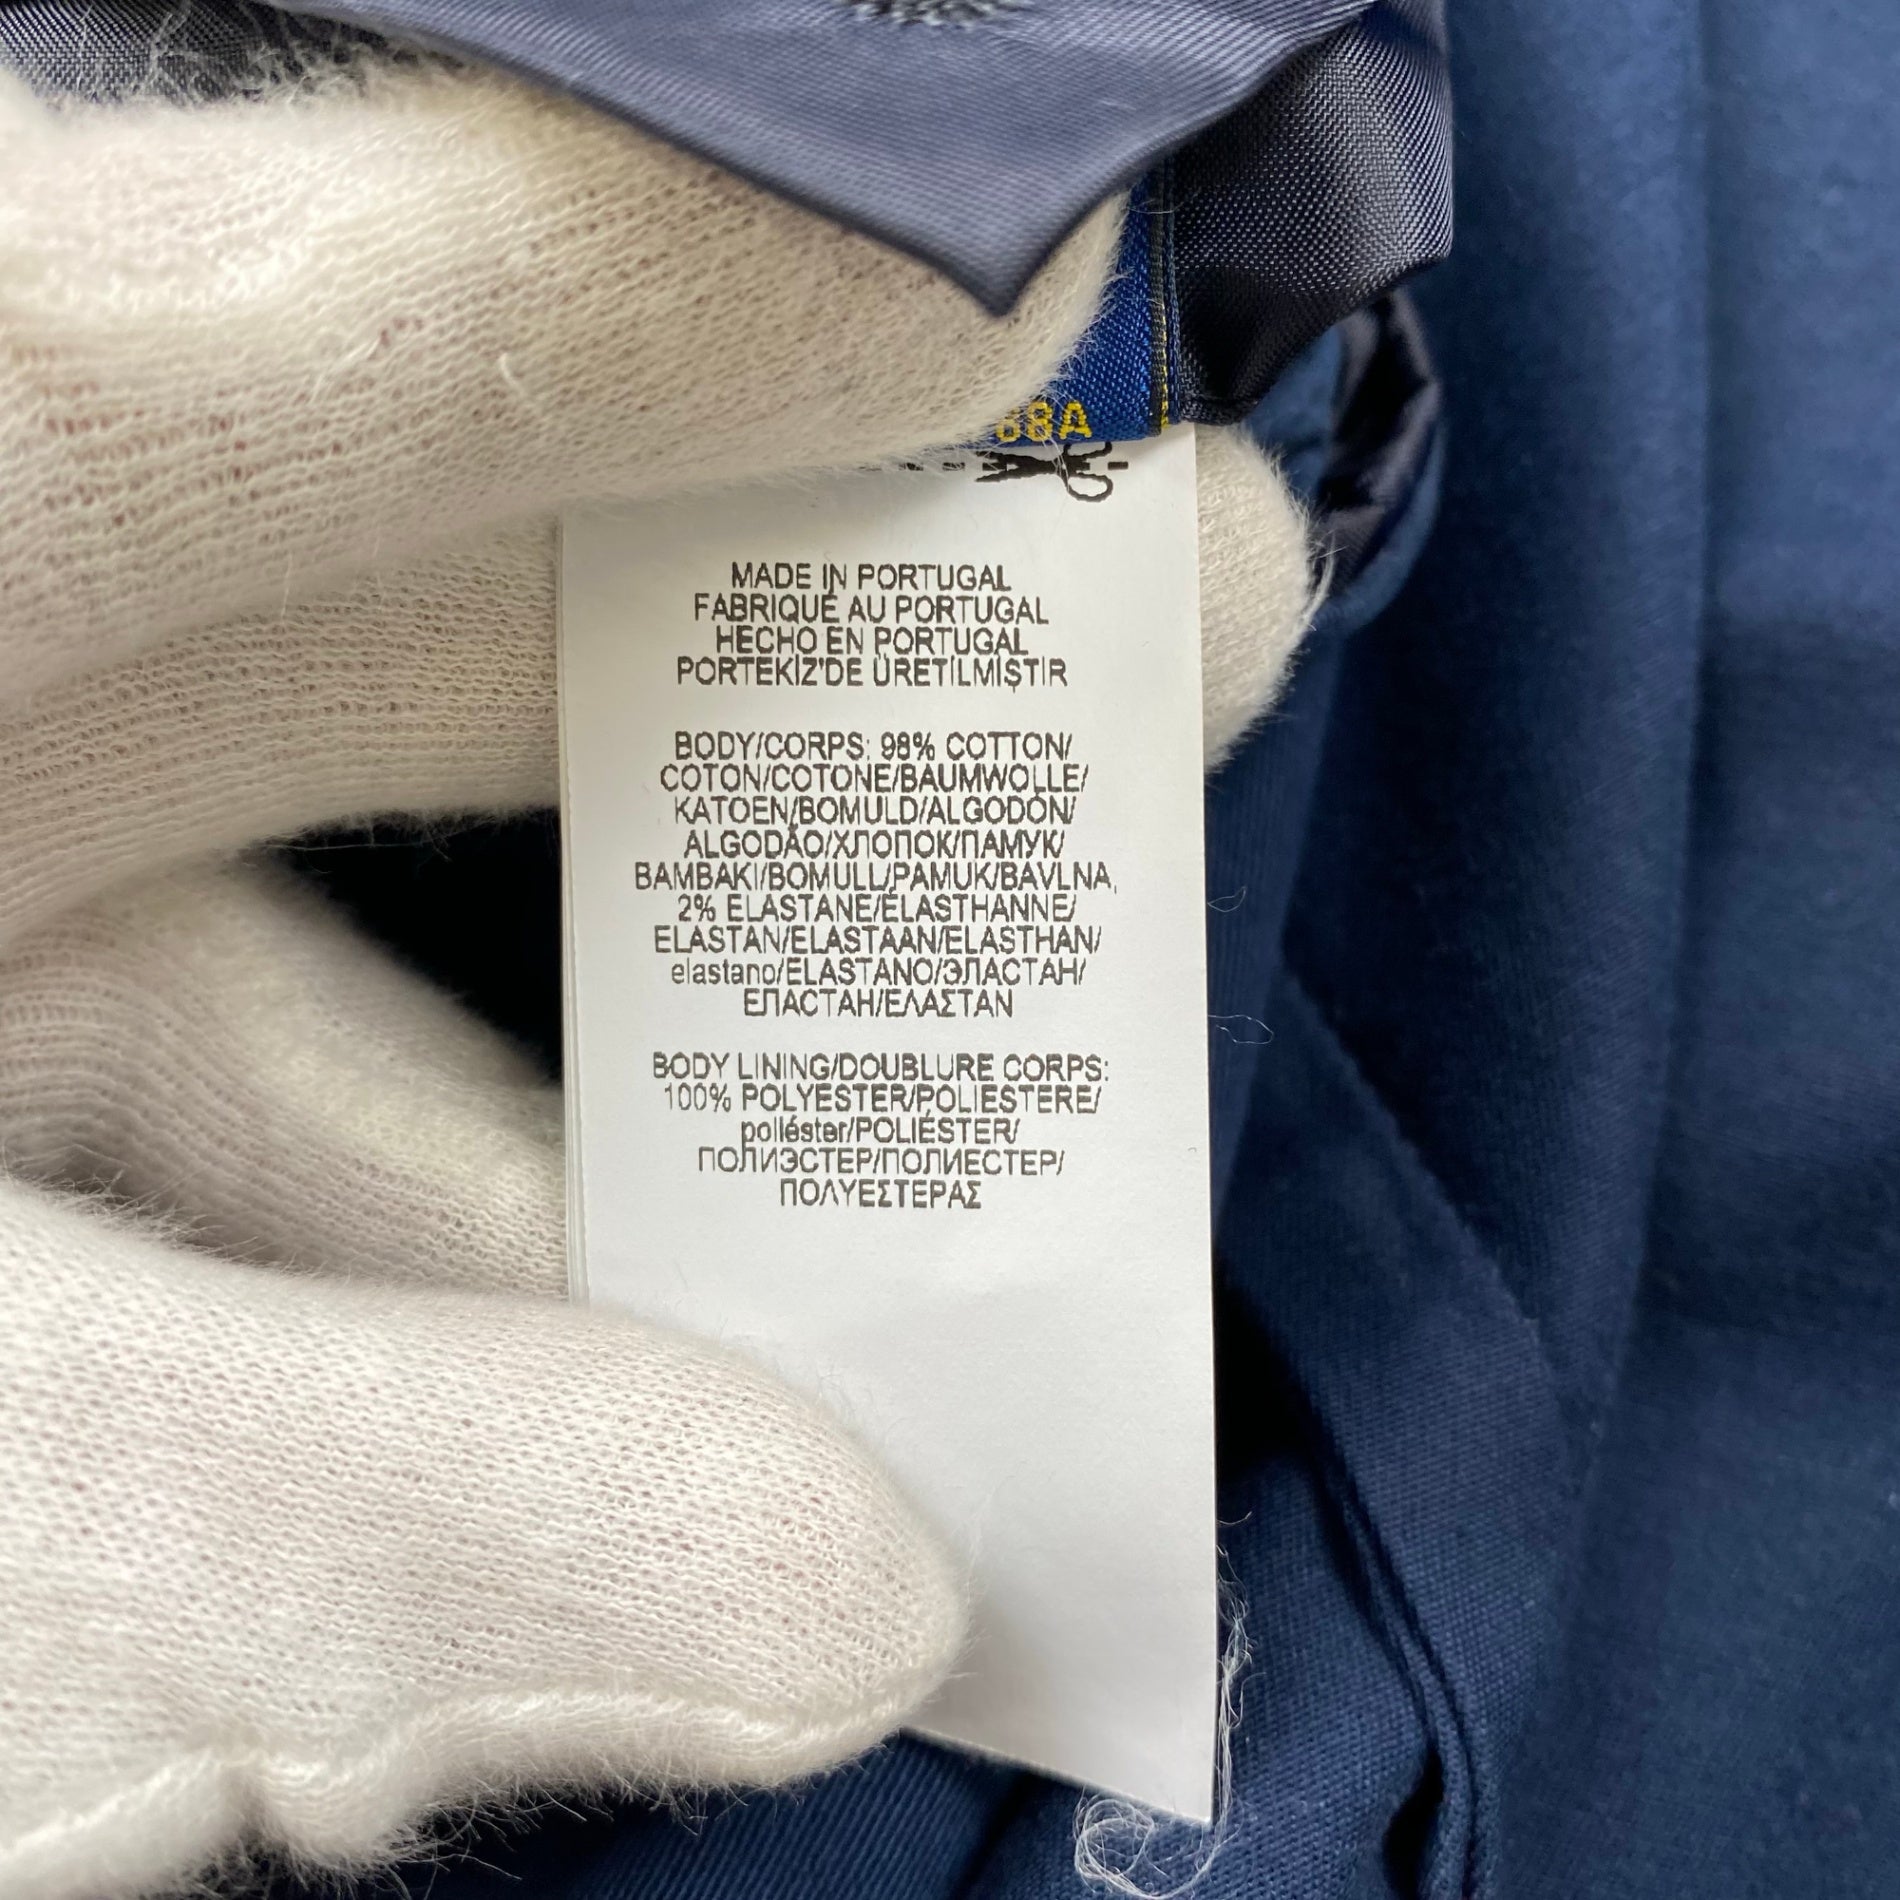 88A
MADE IN PORTUGAL
FABRIQUÉ AU PORTUGAL
HECHO EN PORTUGAL
PORTEKİZ'DE ÜRETİLMİŞTİR
BODY/CORPS: 98% COTTON/
COTON/COTONE/BAUMWOLLE/
KATOEN/BOMULD/ALGODÓN/
ALGODÃO/ХЛОПОК/ПАМУК/
BAMBAKI/BOMULL/PAMUK/BAVLNA,
2% ELASTANE/ÉLASTHANNE/
ELASTAN/ELASTAAN/ELASTHAN/
elastano/ELASTANO/ЭЛАСТАН/
ЕЛАСТАН/ΕΛΑΣΤΑΝ
BODY LINING/DOUBLURE CORPS:
100% POLYESTER/POLIESTERE/
poliéster/POLIÉSTER/
ПОЛИЭСТЕР/ПОЛИЕСТЕР/
ΠΟΛΥΕΣΤΕΡΑΣ